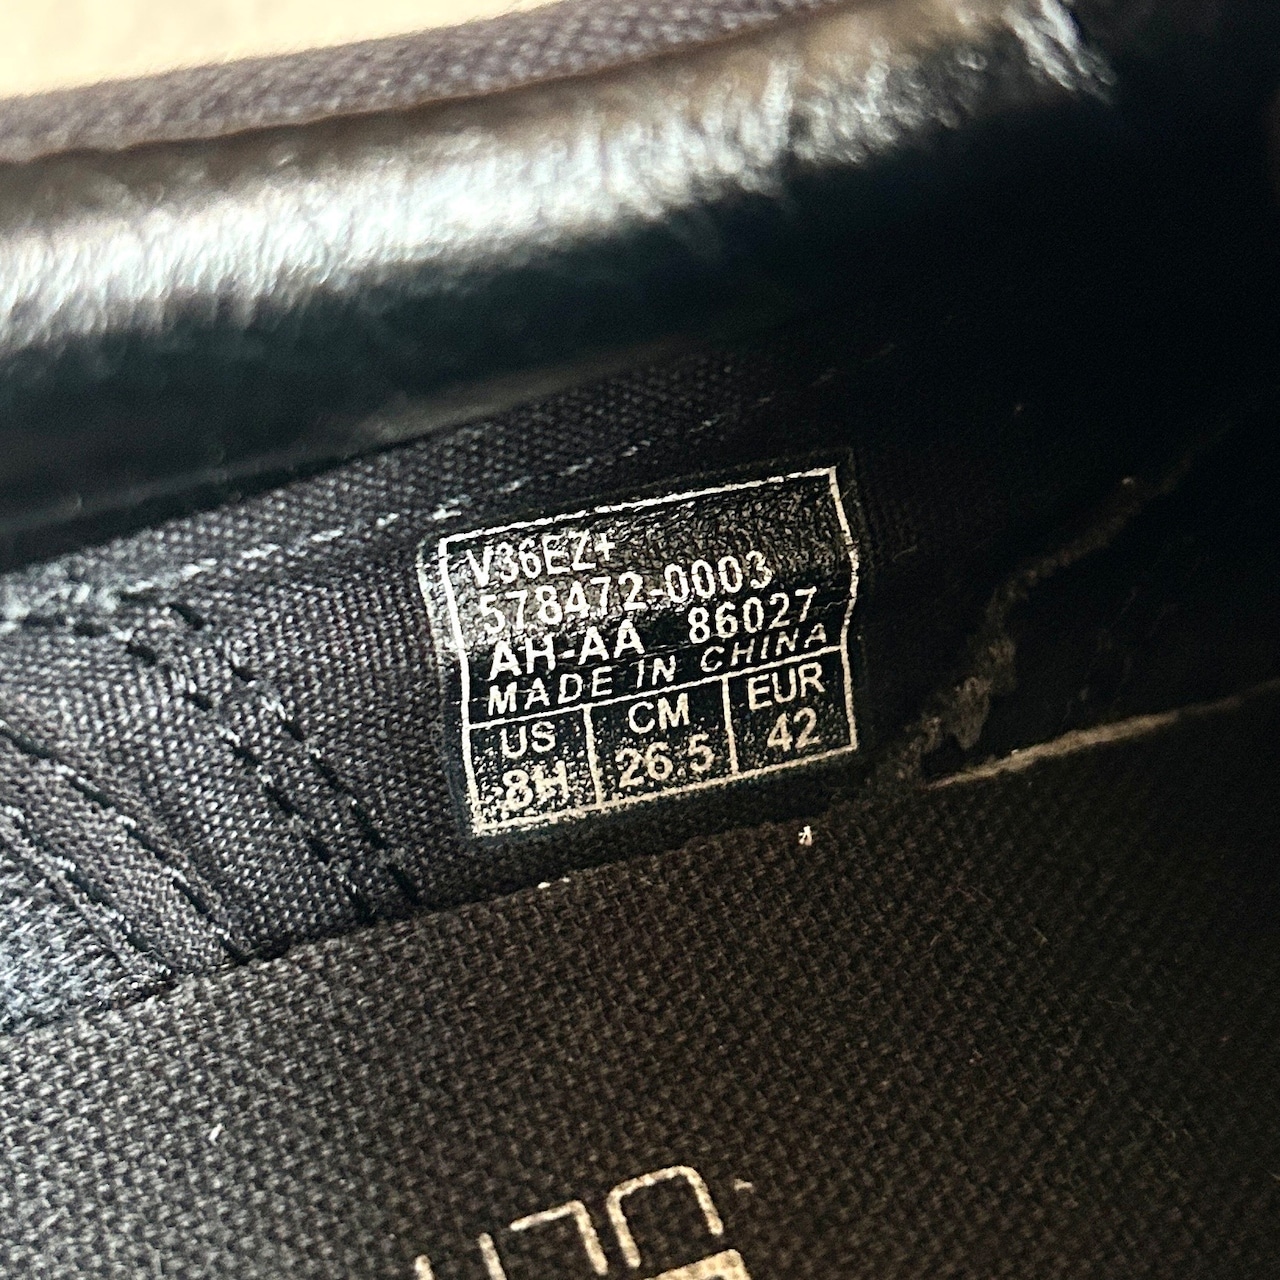 V36EZ+
578472-0003
AH-AA 86027
MADE IN CHINA
US CM EUR
8H 26.5 42